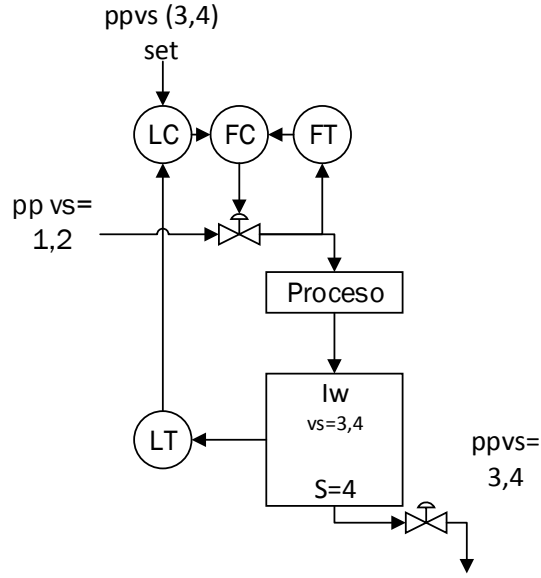 ppvs (3,4)
set
LC
FC
FT
pp vs=
1,2
Proceso
Iw
vs=3,4
LT
S=4
ppvs=
3,4